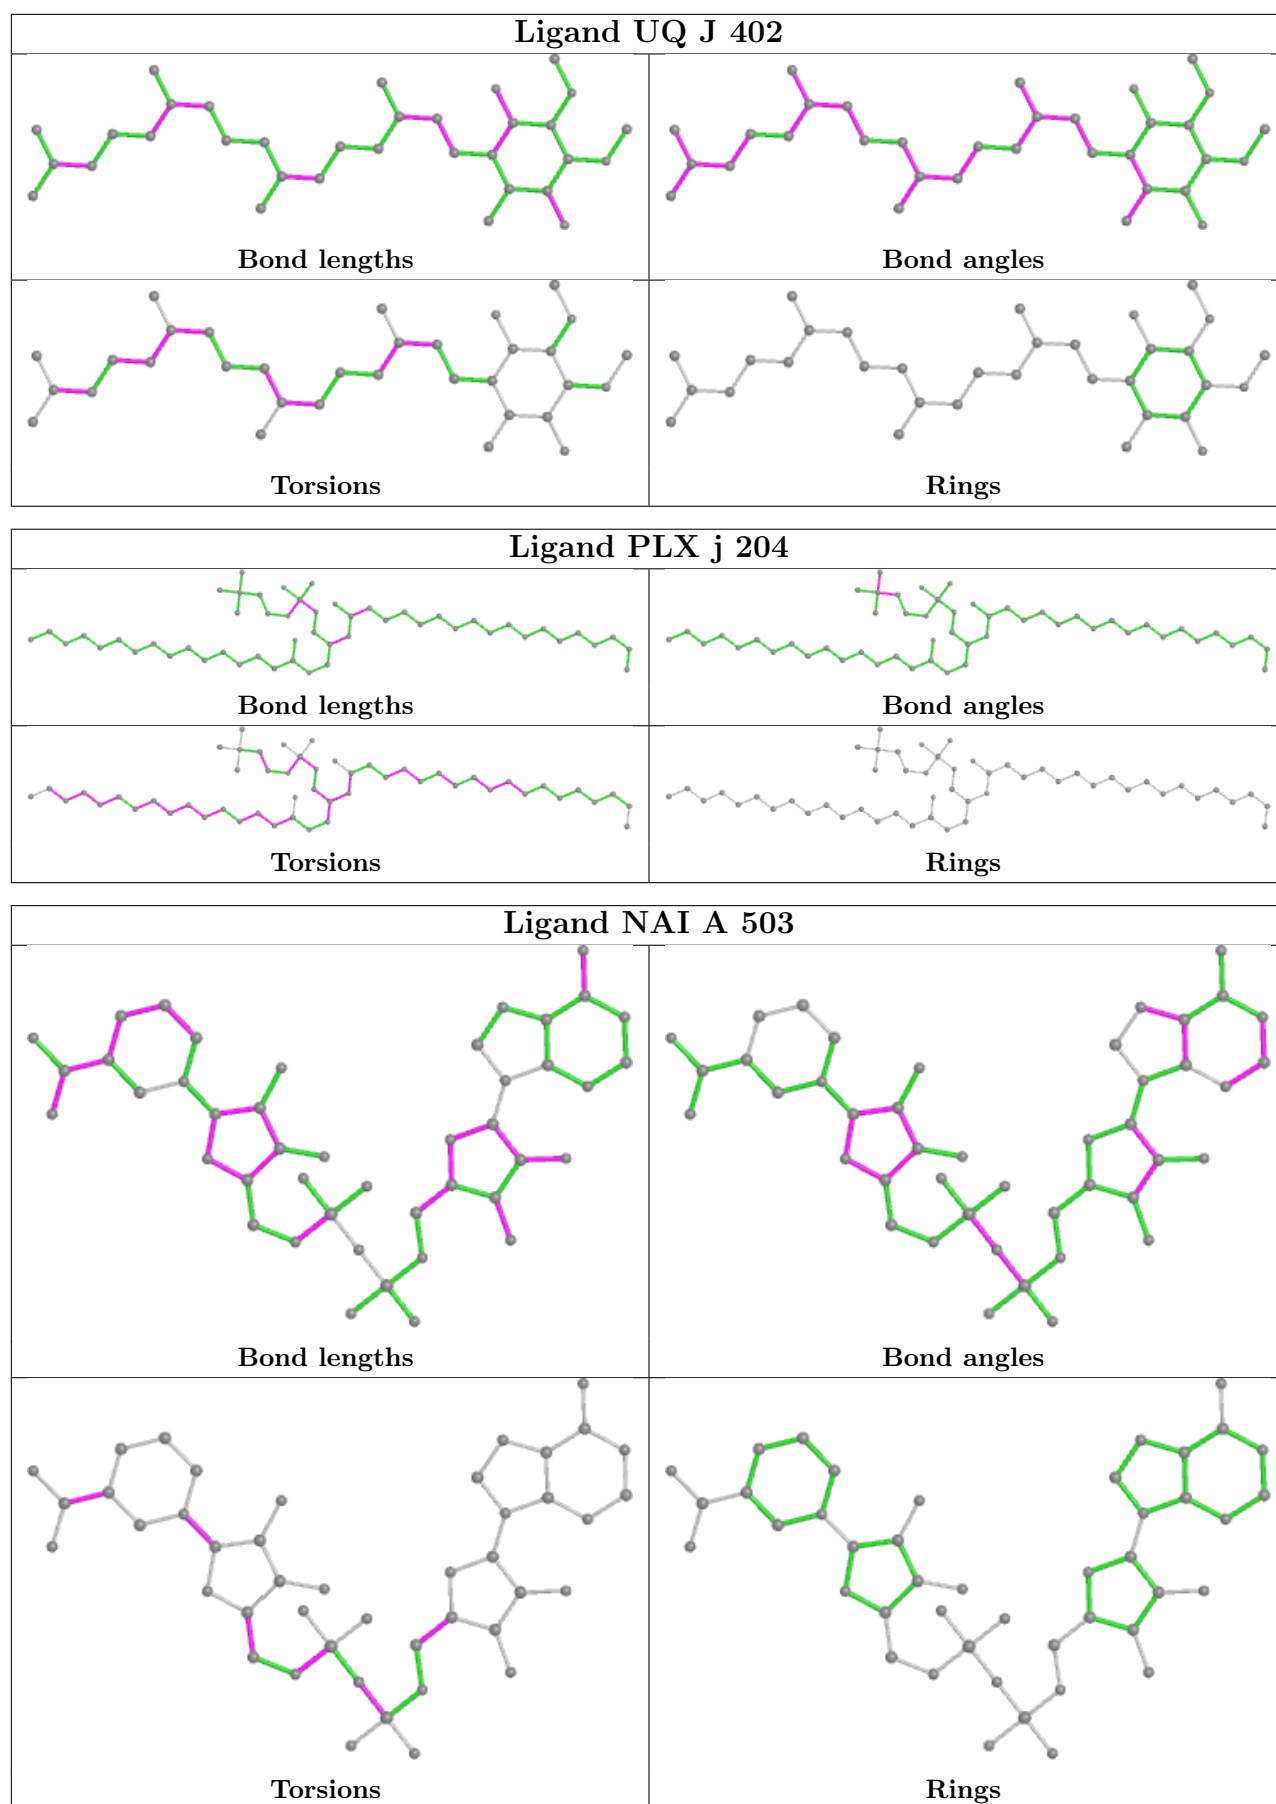 Ligand UQ J 402
Bond lengths
Bond angles
Torsions
Rings
Ligand PLX j 204
Bond lengths
Bond angles
Torsions
Rings
Ligand NAI A 503
Bond lengths
Bond angles
Torsions
Rings